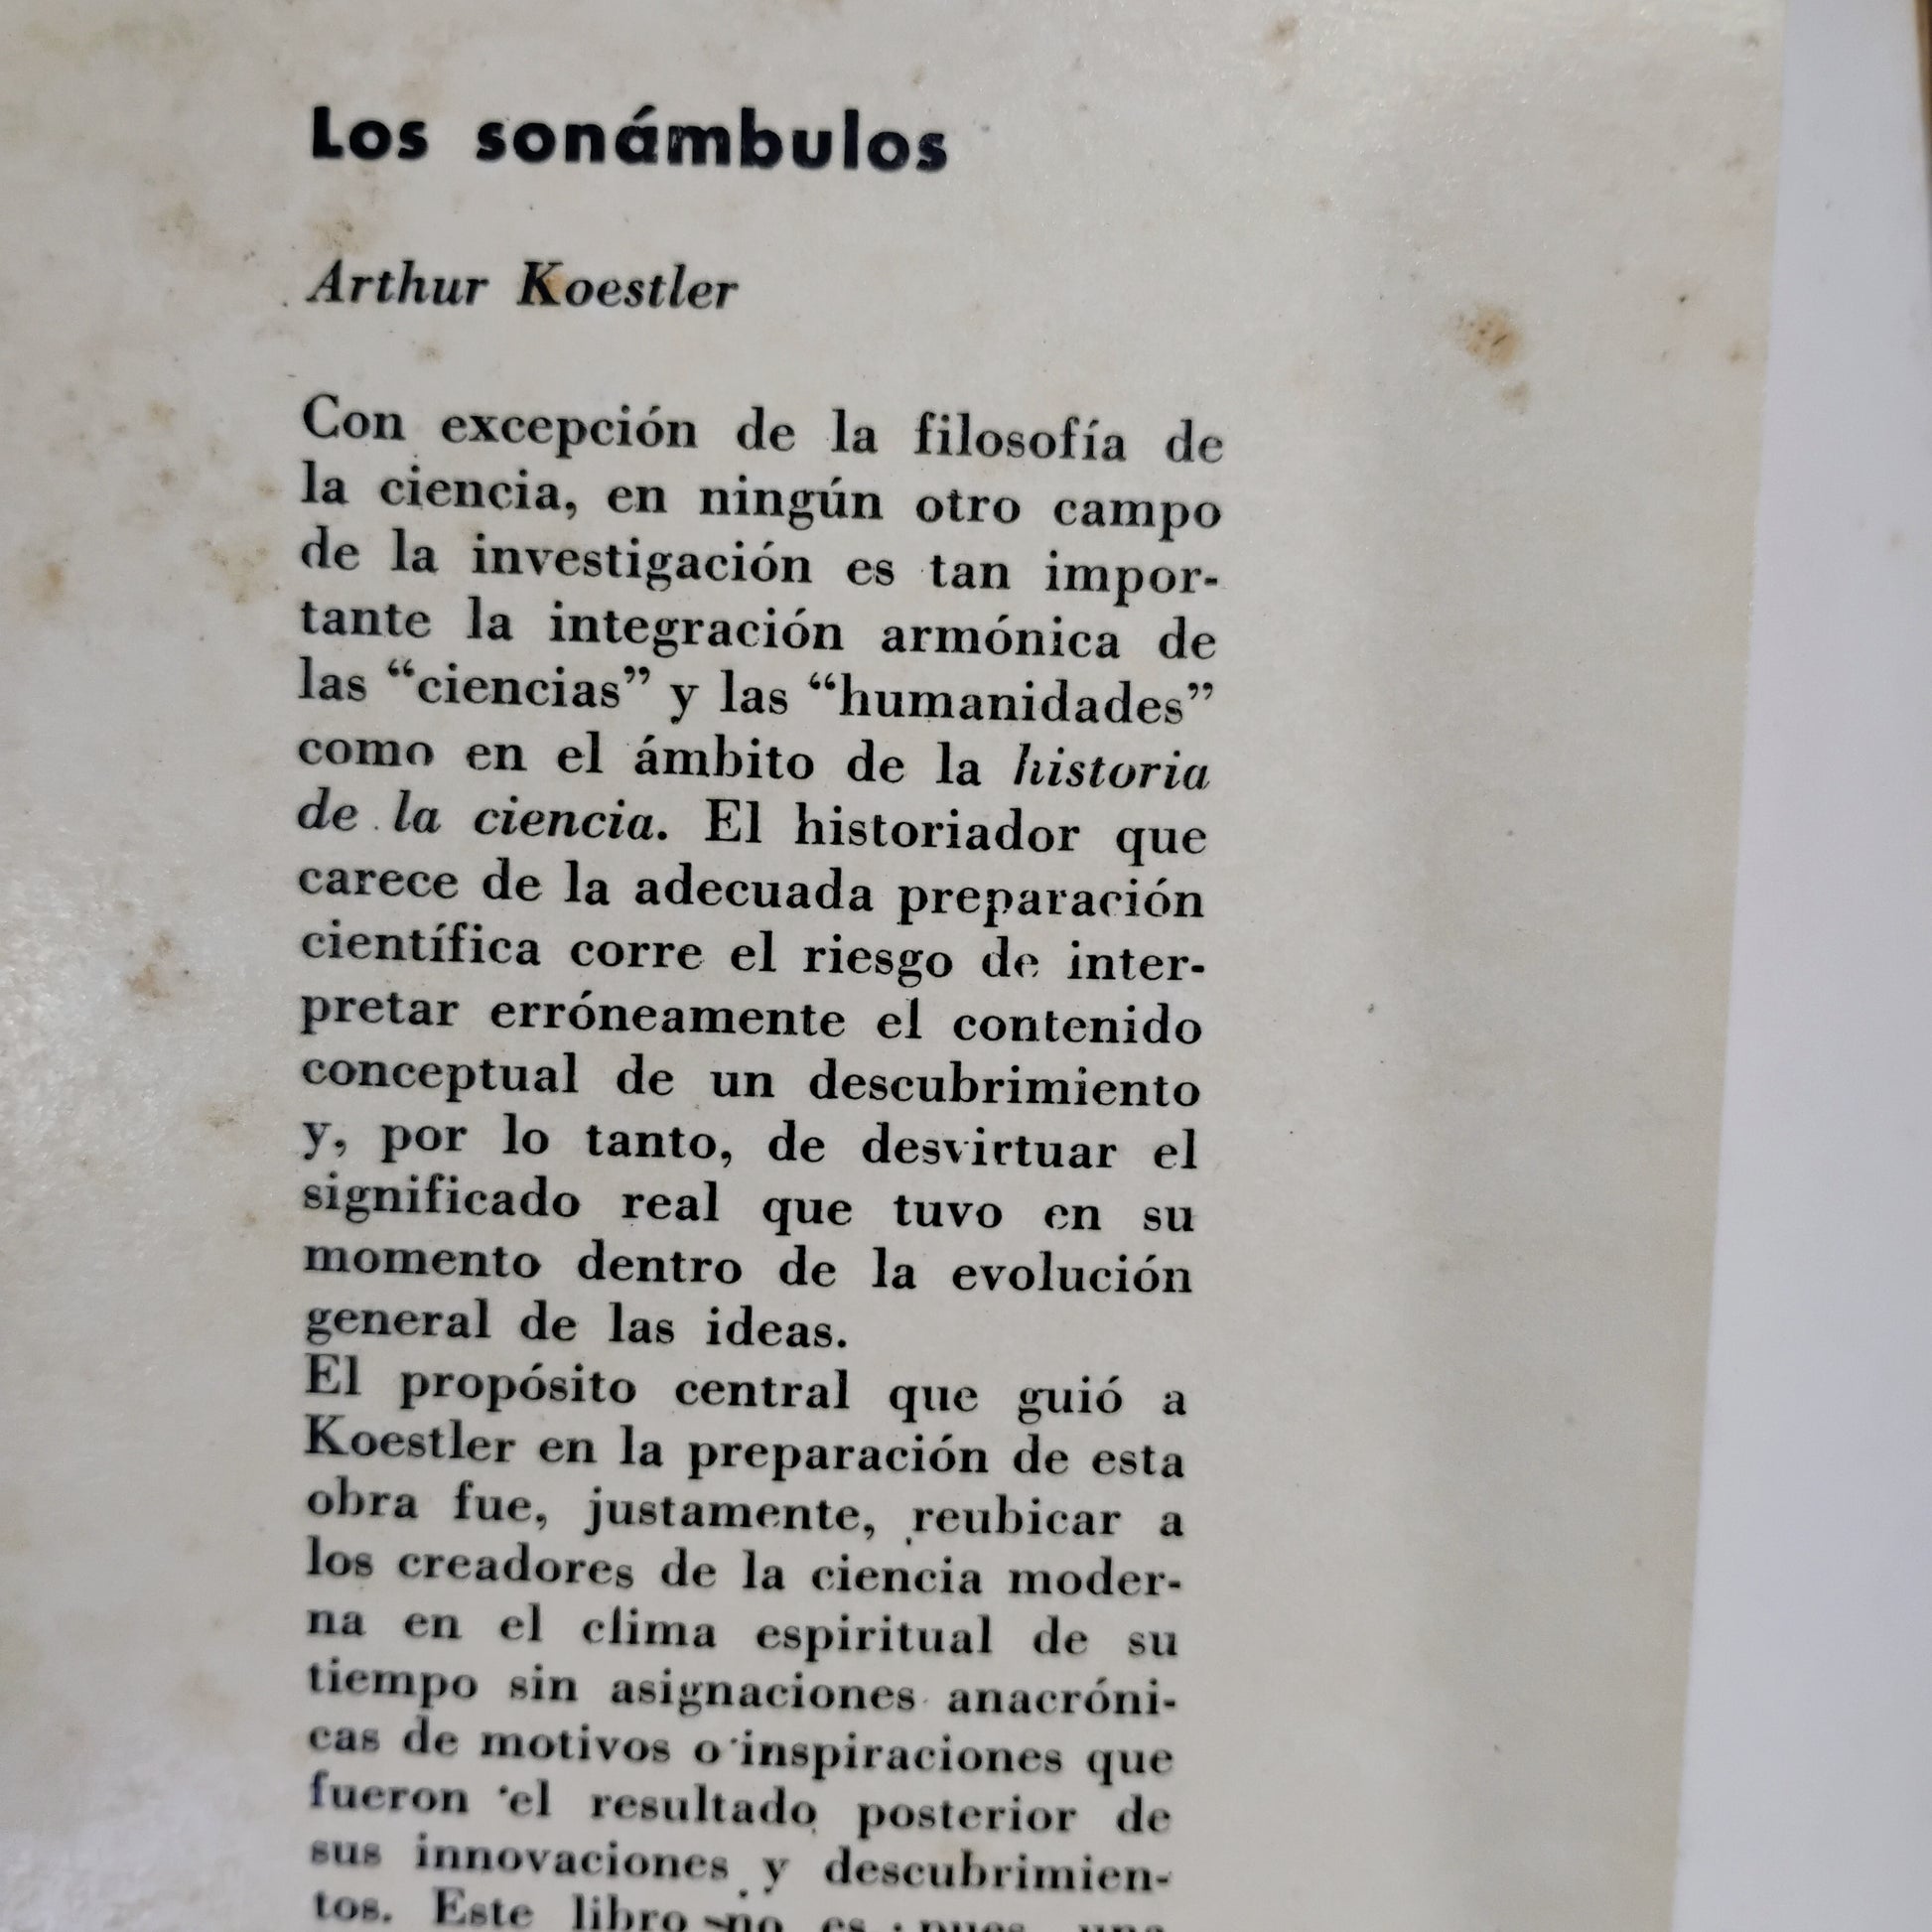 Los sonámbulos
Arthur Koestler
Con excepción de la filosofía de
la ciencia, en ningún otro campo
de la investigación es tan impor-
tante la integración armónica de
las “ciencias” y las “humanidades”
como en el ámbito de la historia
de la ciencia. El historiador que
carece de la adecuada preparación
científica corre el riesgo de inter-
pretar erróneamente el contenido
conceptual de un descubrimiento
y, por lo tanto, de desvirtuar el
significado real que tuvo en su
momento dentro de la evolución
general de las ideas.
El propósito central que guió a
Koestler en la preparación de esta
obra fue, justamente, reubicar a
los creadores de la ciencia moder-
na en el clima espiritual de su
tiempo sin asignaciones anacróni-
cas de motivos o inspiraciones que
fueron el resultado posterior de
sus innovaciones y descubrimien-
tos. Este libro no es, pues, una